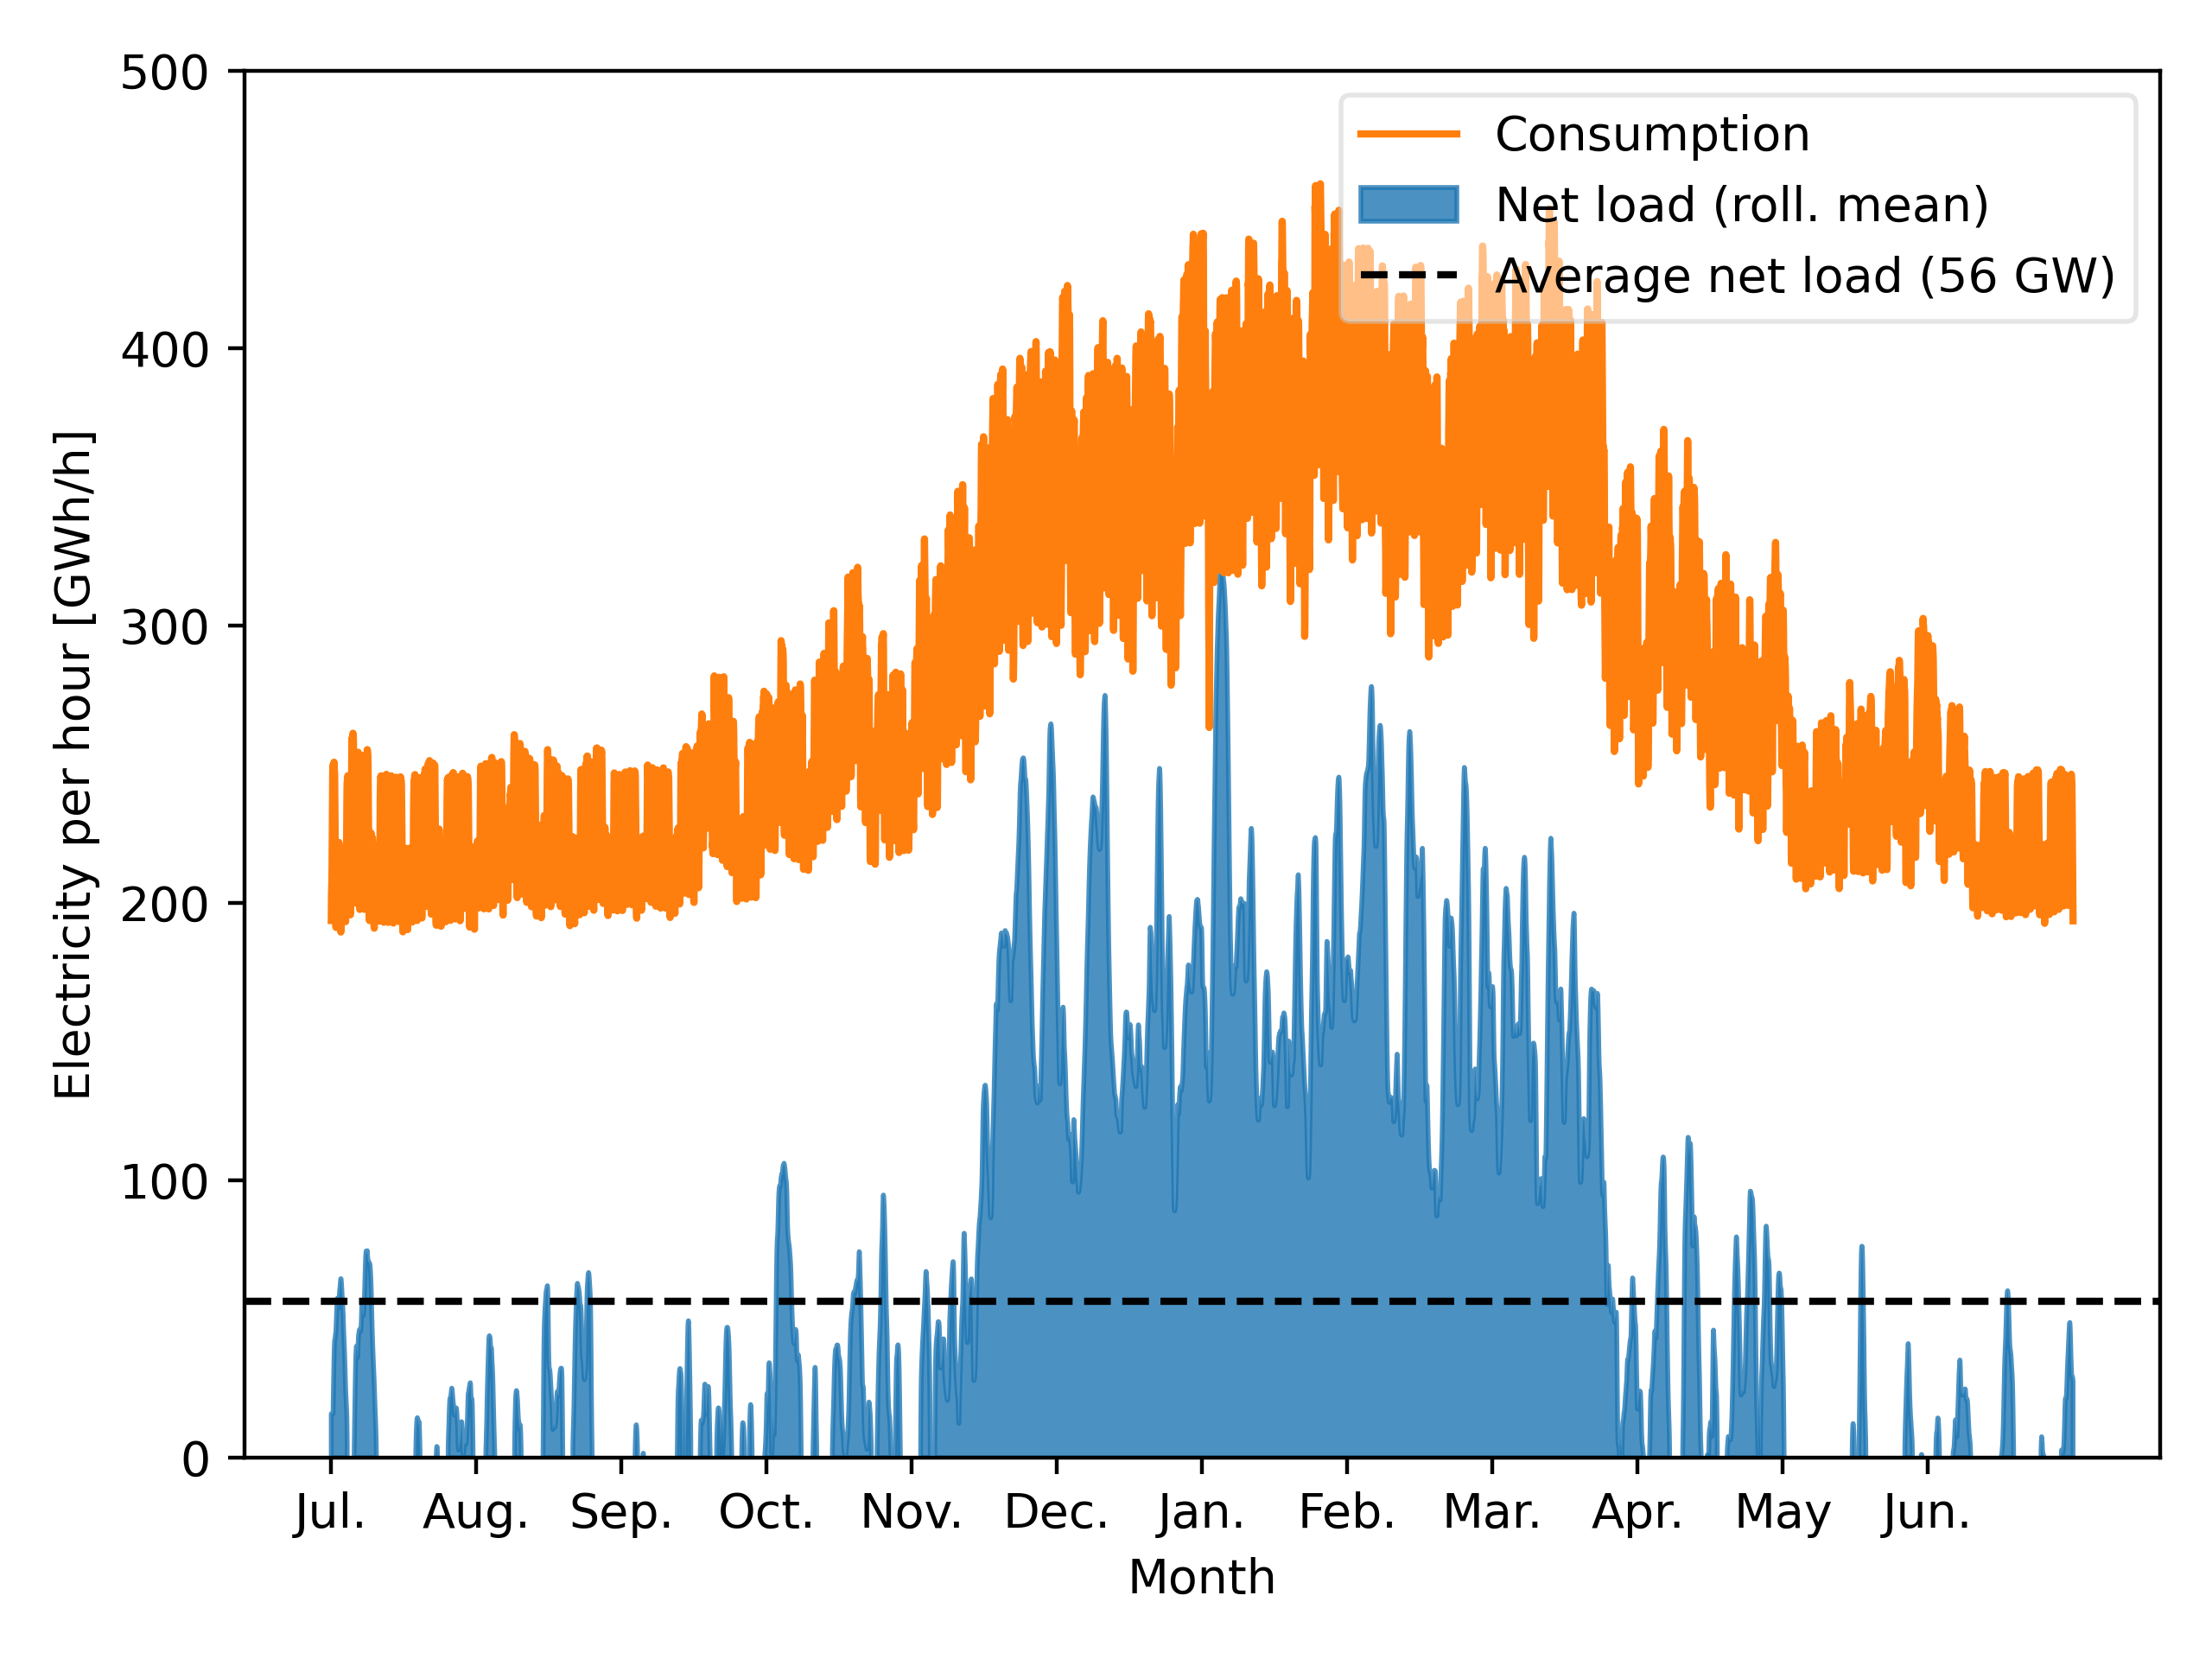 500
400
300
200
100
0
Electricity per hour [GWh/h]
Consumption
Net load (roll. mean)
Average net load (56 GW)
Jul. Aug. Sep. Oct. Nov. Dec. Jan. Feb. Mar. Apr. May Jun.
Month